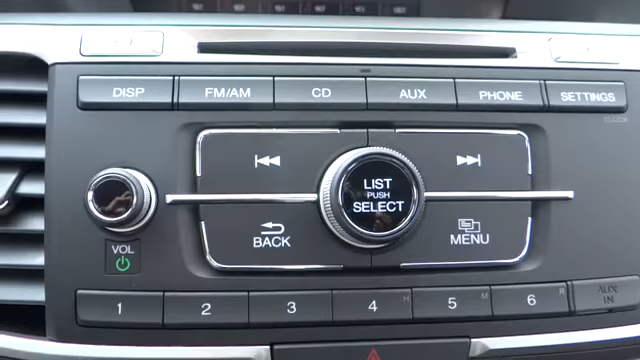 DISP FM/AM CD AUX PHONE SETTINGS
CLOCK
LIST
PUSH
SELECT
BACK MENU
VOL
1 2 3 4 H 5 M 6 R AUX IN